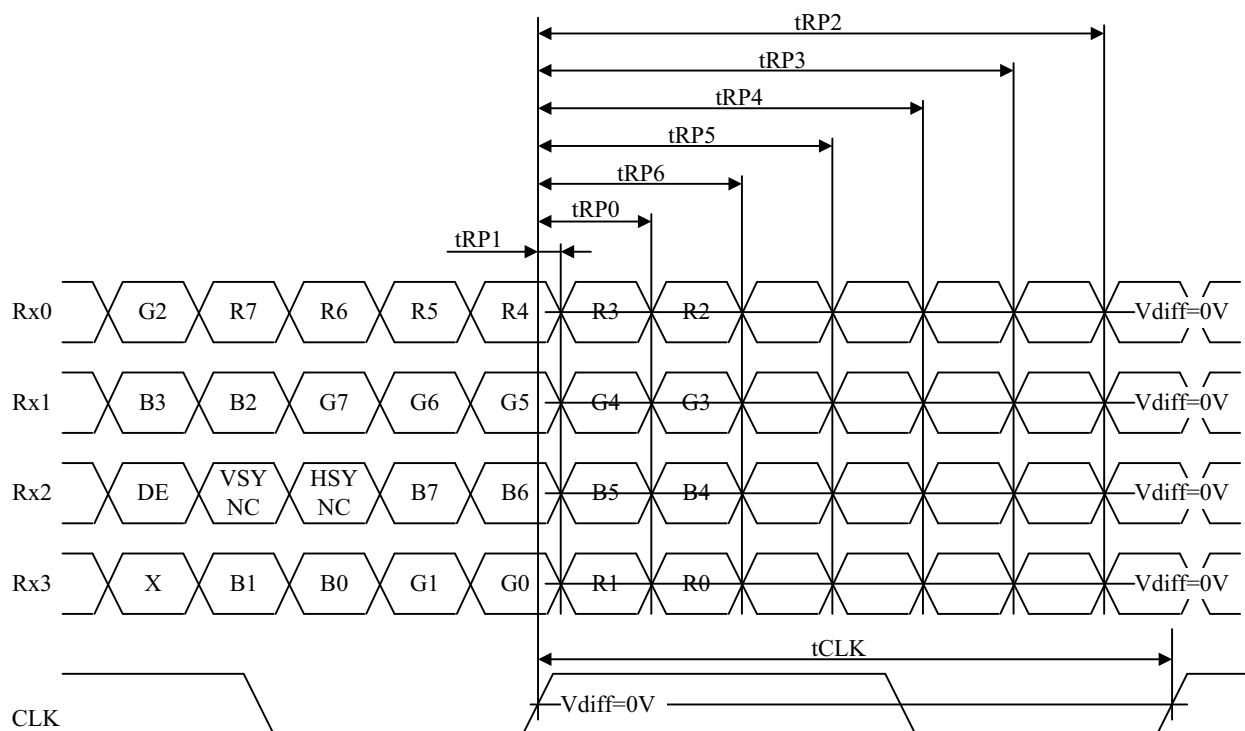 tRP2
tRP3
tRP4
tRP5
tRP6
tRP0
tRP1
Rx0 G2 R7 R6 R5 R4 R3 R2 Vdiff=0V
Rx1 B3 B2 G7 G6 G5 G4 G3 Vdiff=0V
Rx2 DE VSY NC HSY NC B7 B6 B5 B4 Vdiff=0V
Rx3 X B1 B0 G1 G0 R1 R0 Vdiff=0V
tCLK
Vdiff=0V
CLK